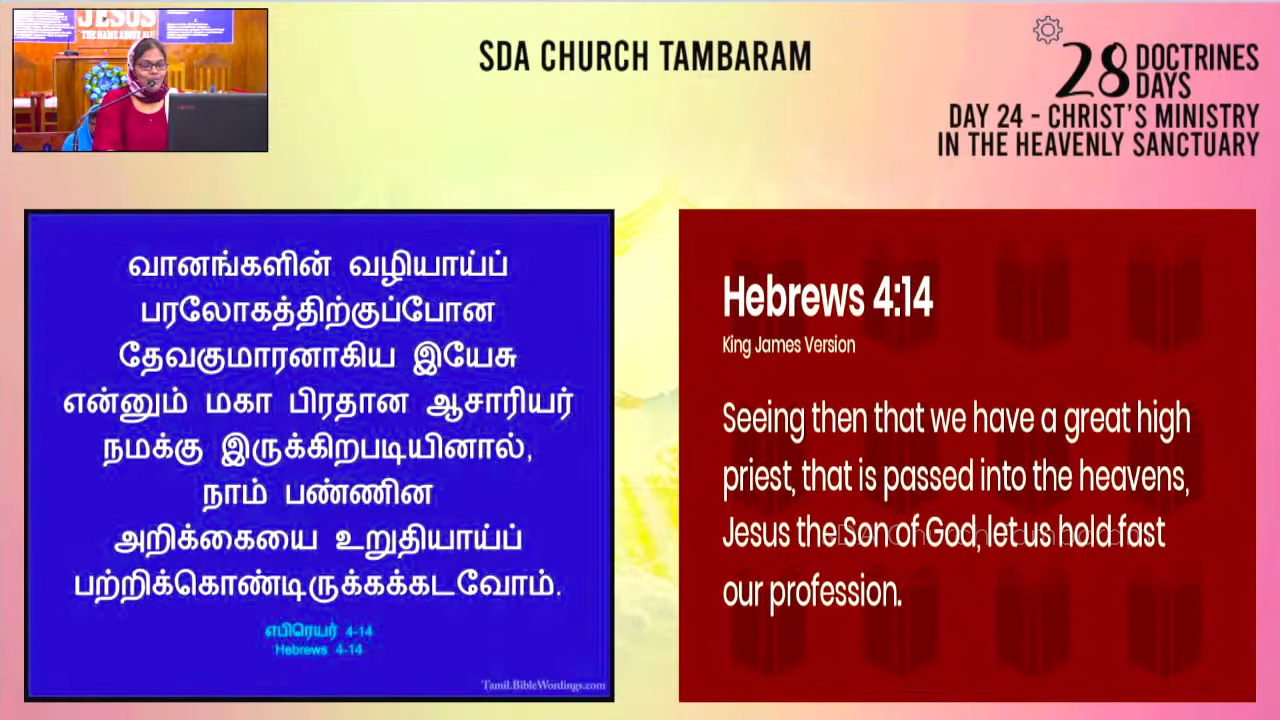 JESUS
THE NAME ABOVE ALL
SDA CHURCH TAMBARAM
28 DOCTRINES
DAYS
DAY 24 - CHRIST'S MINISTRY
IN THE HEAVENLY SANCTUARY
வானங்களின் வழியாய்ப்
பரலோகத்திற்குப்போன
தேவகுமாரனாகிய இயேசு
என்னும் மகா பிரதான ஆசாரியர்
நமக்கு இருக்கிறபடியினால்,
நாம் பண்ணின
அறிக்கையை உறுதியாய்ப்
பற்றிக்கொண்டிருக்கக்கடவோம்.
எபிரெயர் 4-14
Hebrews 4-14
Tamil.BibleWordings.com
Hebrews 4:14
King James Version
Seeing then that we have a great high
priest, that is passed into the heavens,
Jesus the Son of God, let us hold fast
our profession.